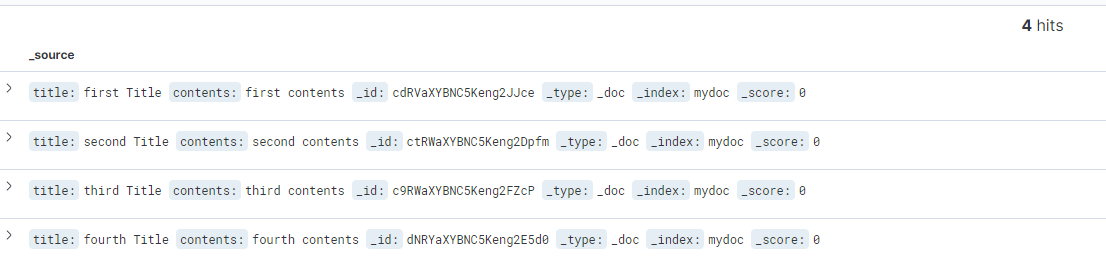 4 hits
_source
title: first Title contents: first contents _id: cdRVaXYBNC5Keng2JJce _type: _doc _index: mydoc _score: 0
title: second Title contents: second contents _id: ctRWaXYBNC5Keng2Dpfm _type: _doc _index: mydoc _score: 0
title: third Title contents: third contents _id: c9RWaXYBNC5Keng2FZcP _type: _doc _index: mydoc _score: 0
title: fourth Title contents: fourth contents _id: dNRYaXYBNC5Keng2E5d0 _type: _doc _index: mydoc _score: 0